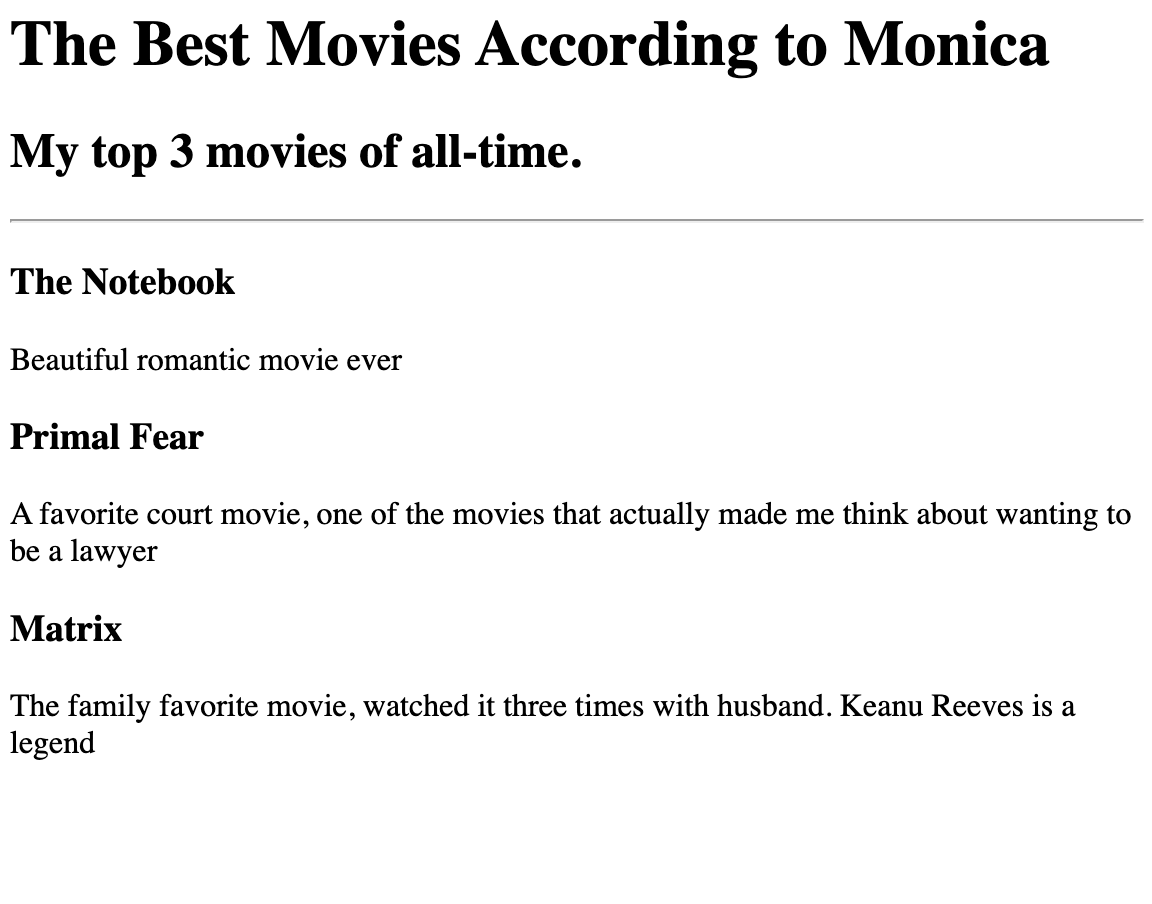 The Best Movies According to Monica
My top 3 movies of all-time.
The Notebook
Beautiful romantic movie ever
Primal Fear
A favorite court movie, one of the movies that actually made me think about wanting to
be a lawyer
Matrix
The family favorite movie, watched it three times with husband. Keanu Reeves is a
legend